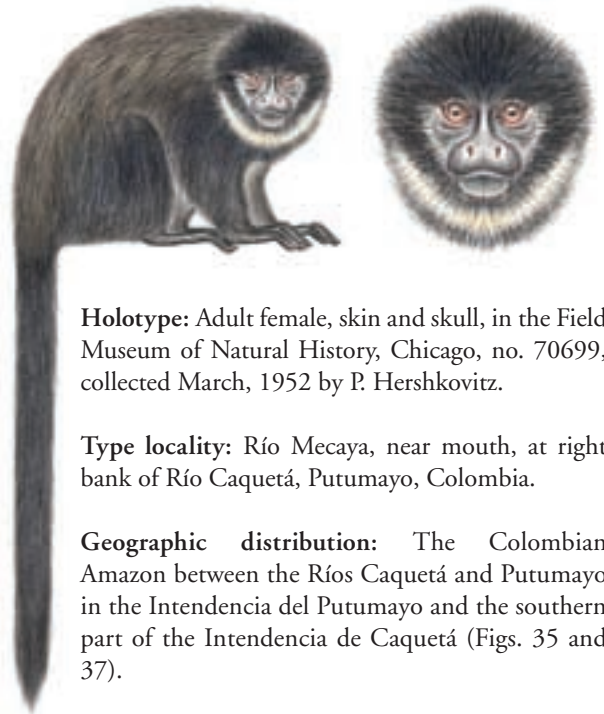 Holotype: Adult female, skin and skull, in the Field
Museum of Natural History, Chicago, no. 70699,
collected March, 1952 by P. Hershkovitz.
Type locality: Río Mecaya, near mouth, at right
bank of Río Caquetá, Putumayo, Colombia.
Geographic distribution: The Colombian
Amazon between the Ríos Caquetá and Putumayo
in the Intendencia del Putumayo and the southern
part of the Intendencia de Caquetá (Figs. 35 and
37).